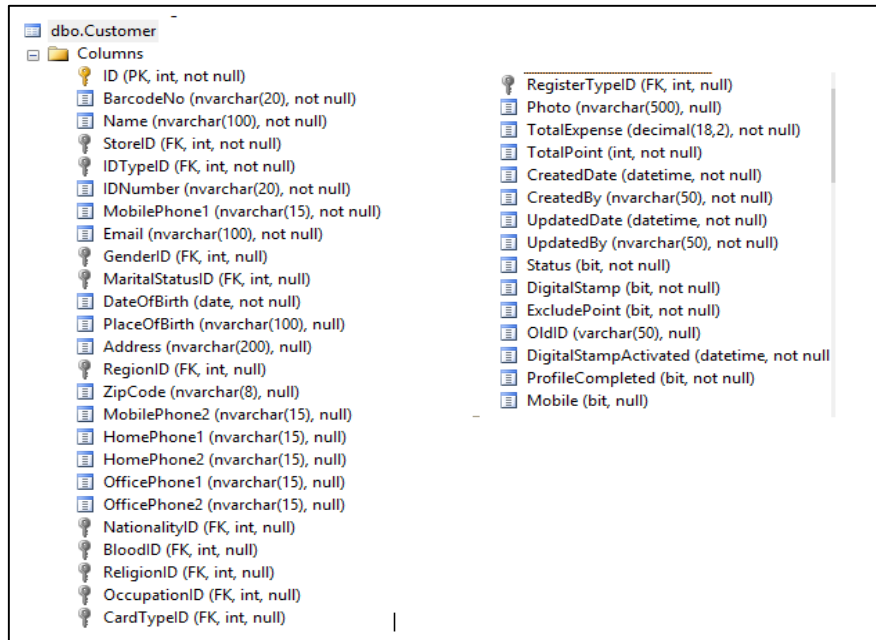 dbo.Customer
Columns
ID (PK, int, not null)
BarcodeNo (nvarchar(20), not null)
Name (nvarchar(100), not null)
StoreID (FK, int, not null)
IDTypeID (FK, int, not null)
IDNumber (nvarchar(20), not null)
MobilePhone1 (nvarchar(15), not null)
Email (nvarchar(100), not null)
GenderID (FK, int, null)
MaritalStatusID (FK, int, null)
DateOfBirth (date, not null)
PlaceOfBirth (nvarchar(100), null)
Address (nvarchar(200), null)
RegionID (FK, int, null)
ZipCode (nvarchar(8), null)
MobilePhone2 (nvarchar(15), null)
HomePhone1 (nvarchar(15), null)
HomePhone2 (nvarchar(15), null)
OfficePhone1 (nvarchar(15), null)
OfficePhone2 (nvarchar(15), null)
NationalityID (FK, int, null)
BloodID (FK, int, null)
ReligionID (FK, int, null)
OccupationID (FK, int, null)
CardTypeID (FK, int, null)
RegisterTypeID (FK, int, null)
Photo (nvarchar(500), null)
TotalExpense (decimal(18,2), not null)
TotalPoint (int, not null)
CreatedDate (datetime, not null)
CreatedBy (nvarchar(50), not null)
UpdatedDate (datetime, not null)
UpdatedBy (nvarchar(50), not null)
Status (bit, not null)
DigitalStamp (bit, not null)
ExcludePoint (bit, not null)
OldID (varchar(50), null)
DigitalStampActivated (datetime, not null
ProfileCompleted (bit, not null)
Mobile (bit, null)